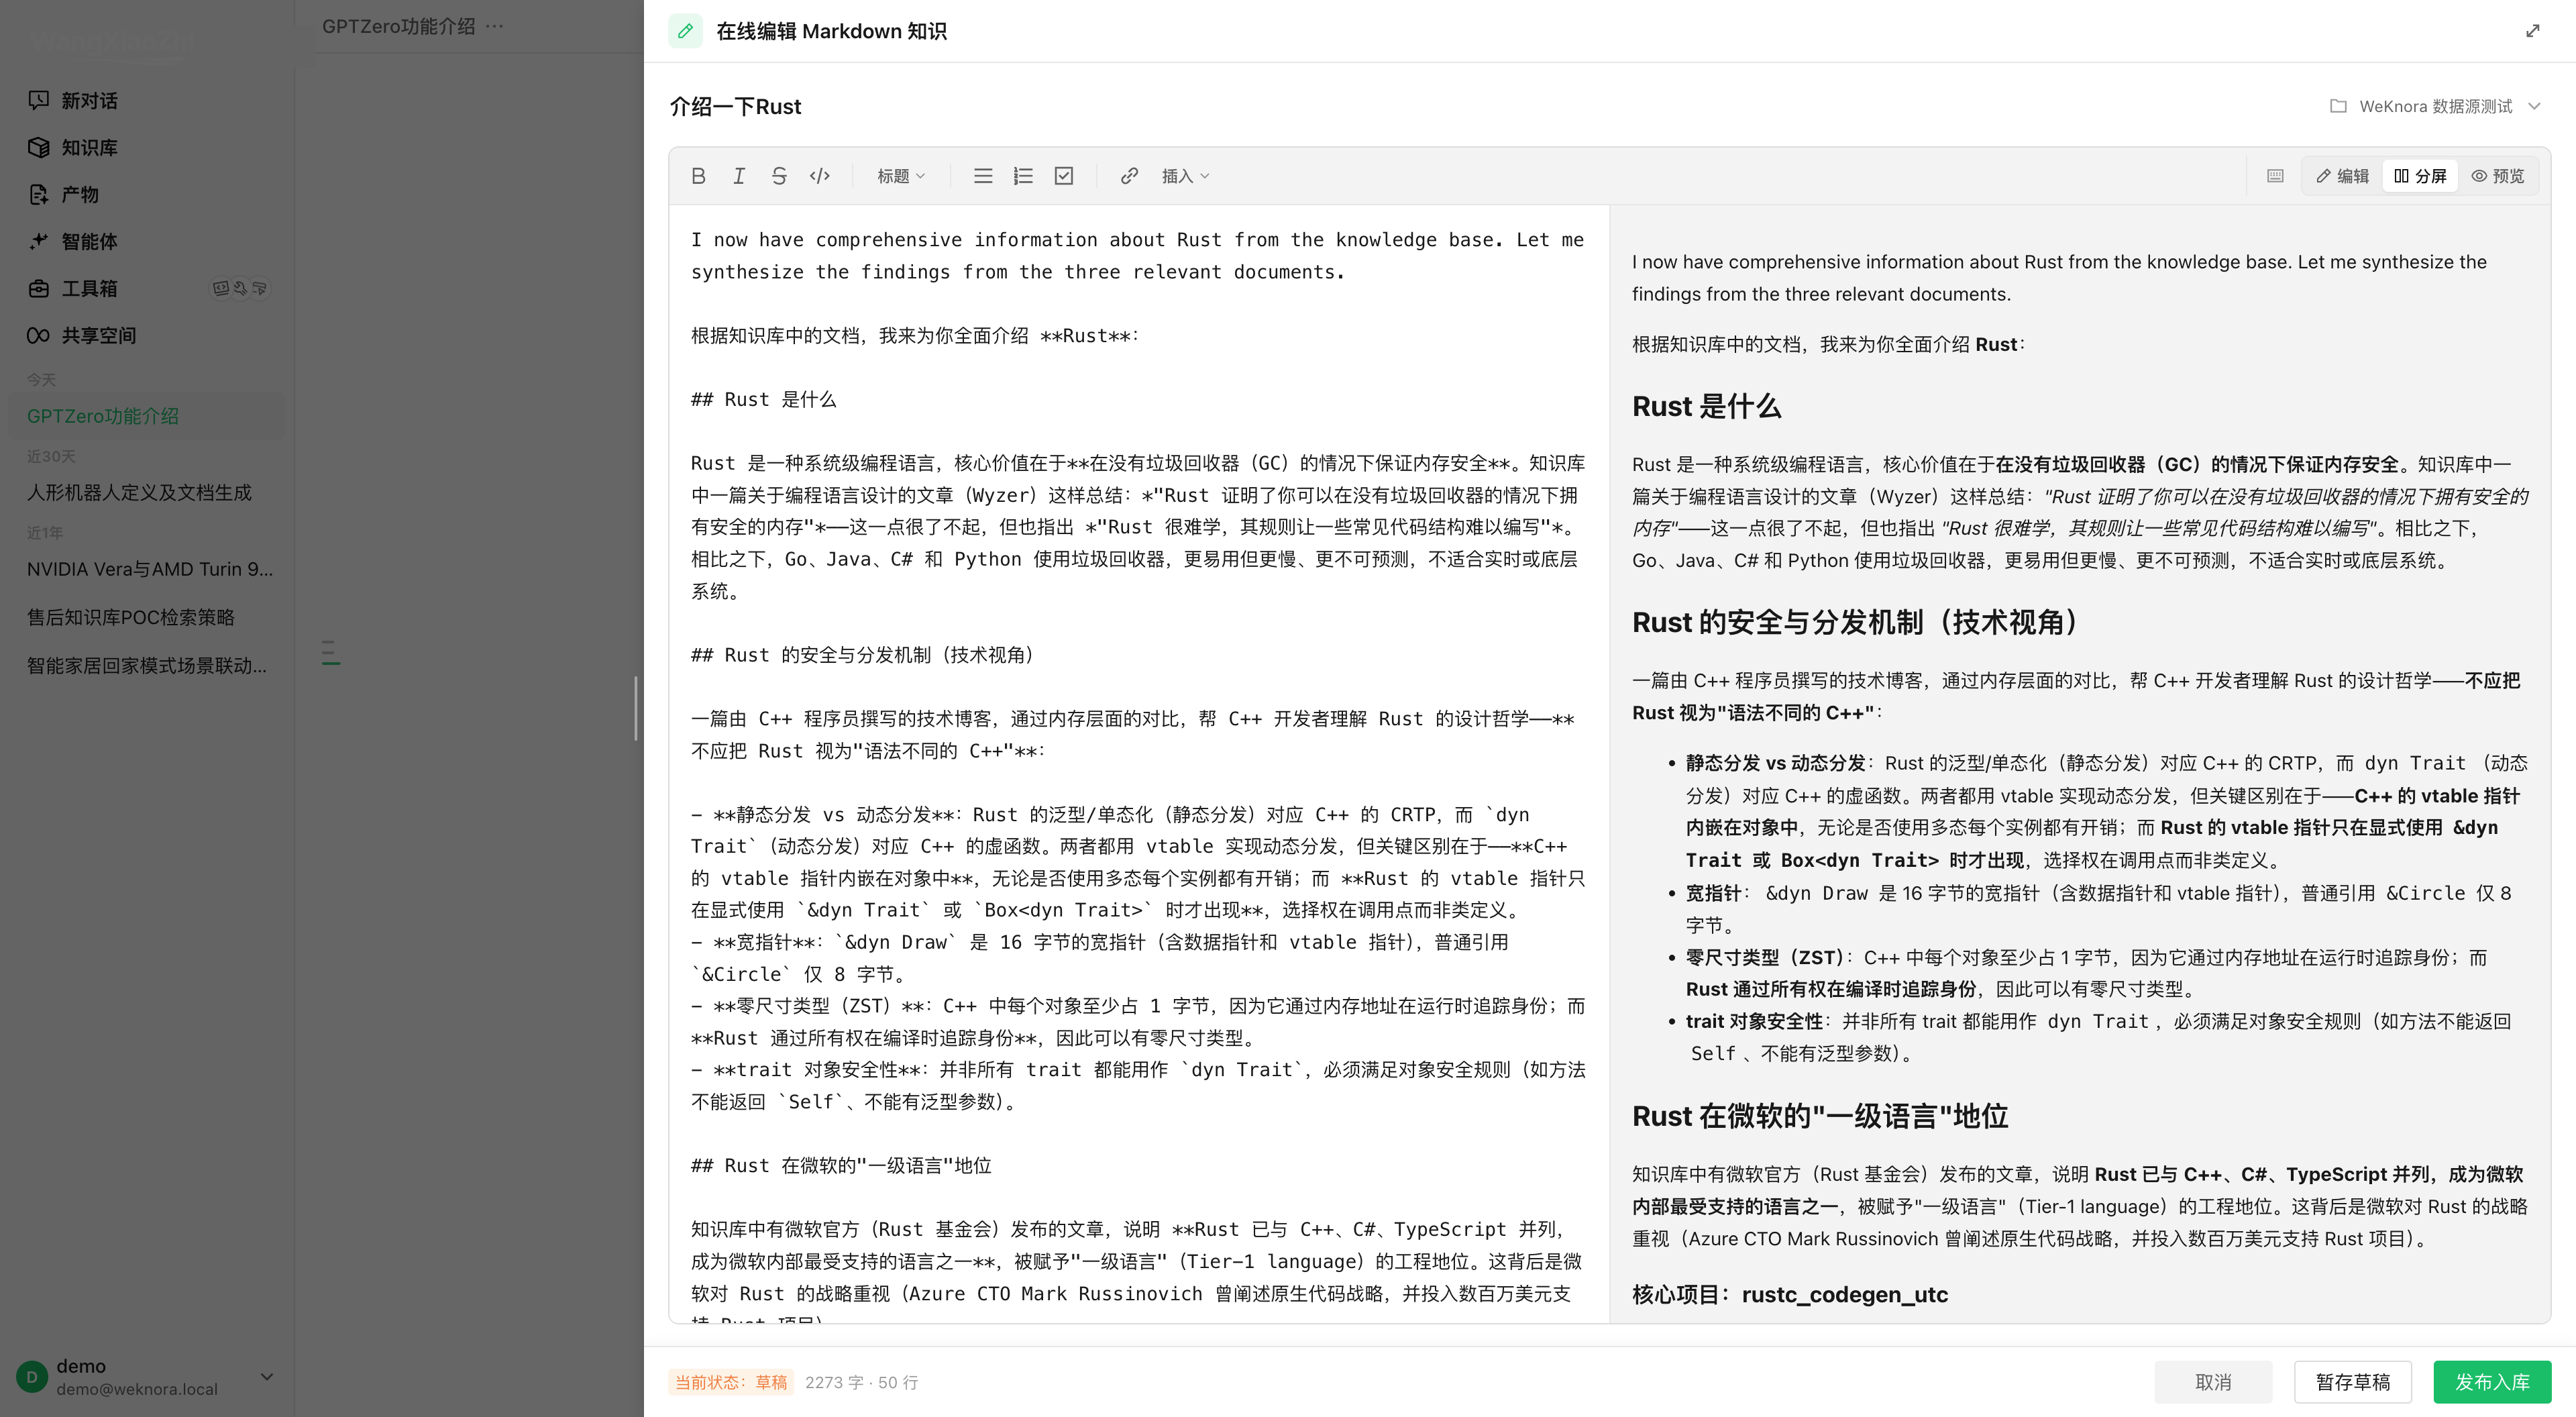 GPTZero功能介绍 ···
新对话
知识库
产物
智能体
工具箱
共享空间
今天
GPTZero功能介绍
近30天
人形机器人定义及文档生成
近1年
NVIDIA Vera与AMD Turin 9...
售后知识库POC检索策略
智能家居回家模式场景联动...
D
demo
demo@weknora.local
在线编辑 Markdown 知识
介绍一下Rust
WeKnora 数据源测试
B I S </> 标题 插入 编辑 分屏 预览
I now have comprehensive information about Rust from the knowledge base. Let me
synthesize the findings from the three relevant documents.
根据知识库中的文档，我来为你全面介绍 **Rust**：
## Rust 是什么
Rust 是一种系统级编程语言，核心价值在于**在没有垃圾回收器（GC）的情况下保证内存安全**。知识库
中一篇关于编程语言设计的文章（Wyzer）这样总结：*"Rust 证明了你可以在没有垃圾回收器的情况下拥
有安全的内存"*——这一点很了不起，但也指出 *"Rust 很难学，其规则让一些常见代码结构难以编写"*。
相比之下，Go、Java、C# 和 Python 使用垃圾回收器，更易用但更慢、更不可预测，不适合实时或底层
系统。
## Rust 的安全与分发机制（技术视角）
一篇由 C++ 程序员撰写的技术博客，通过内存层面的对比，帮 C++ 开发者理解 Rust 的设计哲学——**
不应把 Rust 视为"语法不同的 C++"**：
- **静态分发 vs 动态分发**：Rust 的泛型/单态化（静态分发）对应 C++ 的 CRTP，而 `dyn
Trait`（动态分发）对应 C++ 的虚函数。两者都用 vtable 实现动态分发，但关键区别在于——**C++
的 vtable 指针内嵌在对象中**，无论是否使用多态每个实例都有开销；而 **Rust 的 vtable 指针只
在显式使用 `&dyn Trait` 或 `Box<dyn Trait>` 时才出现**，选择权在调用点而非类定义。
- **宽指针**：`&dyn Draw` 是 16 字节的宽指针（含数据指针和 vtable 指针），普通引用
`&Circle` 仅 8 字节。
- **零尺寸类型（ZST）**：C++ 中每个对象至少占 1 字节，因为它通过内存地址在运行时追踪身份；而
**Rust 通过所有权在编译时追踪身份**，因此可以有零尺寸类型。
- **trait 对象安全性**：并非所有 trait 都能用作 `dyn Trait`，必须满足对象安全规则（如方法
不能返回 `Self`、不能有泛型参数）。
## Rust 在微软的"一级语言"地位
知识库中有微软官方（Rust 基金会）发布的文章，说明 **Rust 已与 C++、C#、TypeScript 并列，
成为微软内部最受支持的语言之一**，被赋予"一级语言"（Tier-1 language）的工程地位。这背后是微
软对 Rust 的战略重视（Azure CTO Mark Russinovich 曾阐述原生代码战略，并投入数百万美元支
持 Rust 项目）
I now have comprehensive information about Rust from the knowledge base. Let me synthesize the
findings from the three relevant documents.
根据知识库中的文档，我来为你全面介绍 Rust：
Rust 是什么
Rust 是一种系统级编程语言，核心价值在于在没有垃圾回收器（GC）的情况下保证内存安全。知识库中一
篇关于编程语言设计的文章（Wyzer）这样总结："Rust 证明了你可以在没有垃圾回收器的情况下拥有安全的
内存"——这一点很了不起，但也指出 "Rust 很难学，其规则让一些常见代码结构难以编写"。相比之下，
Go、Java、C# 和 Python 使用垃圾回收器，更易用但更慢、更不可预测，不适合实时或底层系统。
Rust 的安全与分发机制（技术视角）
一篇由 C++ 程序员撰写的技术博客，通过内存层面的对比，帮 C++ 开发者理解 Rust 的设计哲学——不应把
Rust 视为"语法不同的 C++"：
• 静态分发 vs 动态分发：Rust 的泛型/单态化（静态分发）对应 C++ 的 CRTP，而 dyn Trait （动态
分发）对应 C++ 的虚函数。两者都用 vtable 实现动态分发，但关键区别在于——C++ 的 vtable 指针
内嵌在对象中，无论是否使用多态每个实例都有开销；而 Rust 的 vtable 指针只在显式使用 &dyn
Trait 或 Box<dyn Trait> 时才出现，选择权在调用点而非类定义。
• 宽指针： &dyn Draw 是 16 字节的宽指针（含数据指针和 vtable 指针），普通引用 &Circle 仅 8
字节。
• 零尺寸类型（ZST）：C++ 中每个对象至少占 1 字节，因为它通过内存地址在运行时追踪身份；而
Rust 通过所有权在编译时追踪身份，因此可以有零尺寸类型。
• trait 对象安全性：并非所有 trait 都能用作 dyn Trait ，必须满足对象安全规则（如方法不能返回
Self 、不能有泛型参数）。
Rust 在微软的"一级语言"地位
知识库中有微软官方（Rust 基金会）发布的文章，说明 Rust 已与 C++、C#、TypeScript 并列，成为微软
内部最受支持的语言之一，被赋予"一级语言"（Tier-1 language）的工程地位。这背后是微软对 Rust 的战略
重视（Azure CTO Mark Russinovich 曾阐述原生代码战略，并投入数百万美元支持 Rust 项目）。
核心项目：rustc_codegen_utc
当前状态：草稿 2273 字 · 50 行
取消 暂存草稿 发布入库